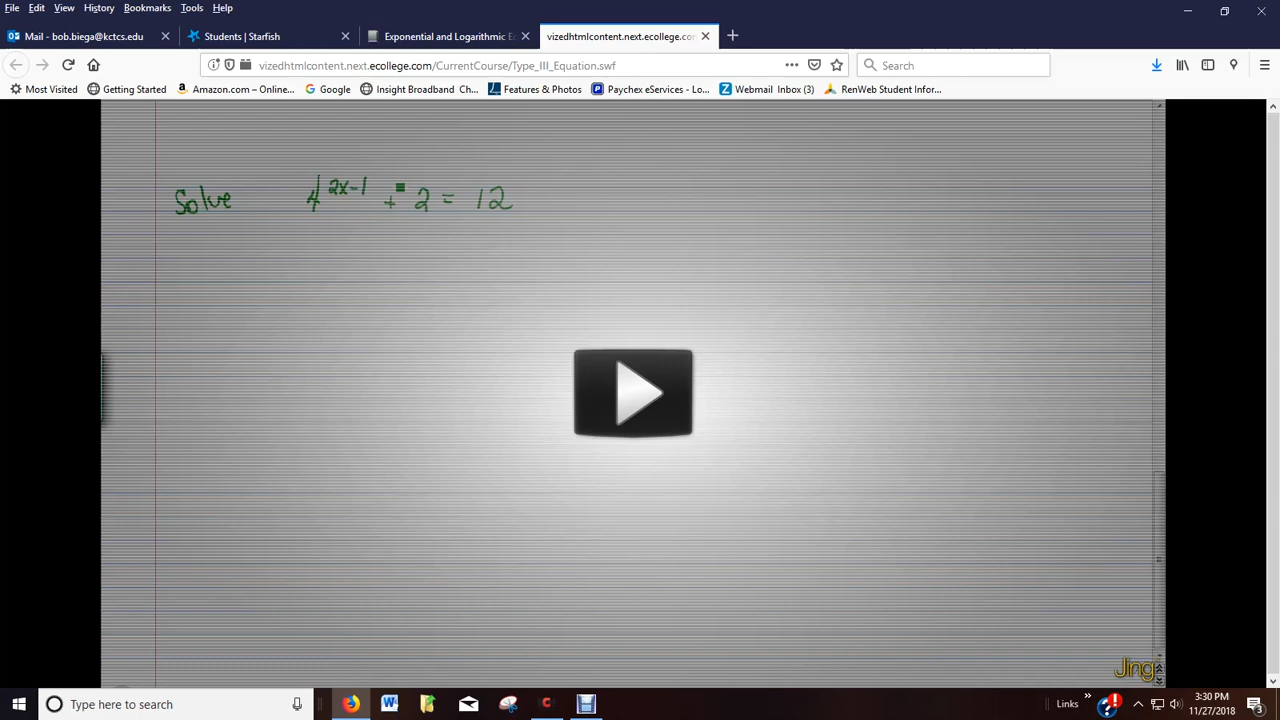 File Edit View History Bookmarks Tools Help
Mail - bob.biega@kctcs.edu Students | Starfish Exponential and Logarithmic Ec vizedhtmlcontent.next.ecollege.com
vizedhtmlcontent.next.ecollege.com/CurrentCourse/Type_III_Equation.swf Search
Most Visited Getting Started Amazon.com – Online... Google Insight Broadband Ch... Features & Photos Paychex eServices - Lo... Webmail Inbox (3) RenWeb Student Infor...
Solve 4^{2x-1} + 2 = 12
Jing
Type here to search Links 3:30 PM
11/27/2018 3